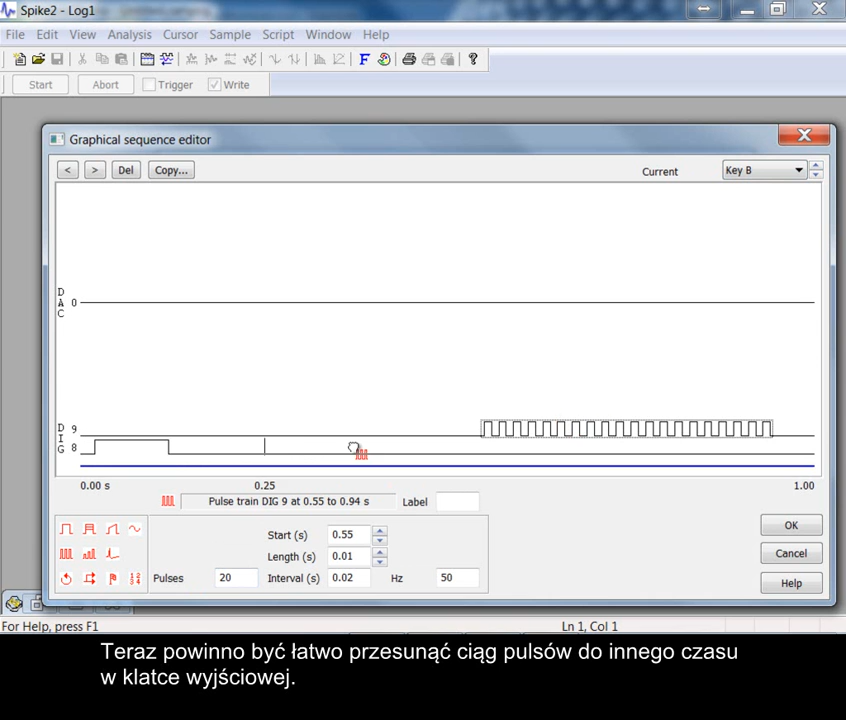 Spike2 - Log1
File Edit View Analysis Cursor Sample Script Window Help
Start Abort Trigger Write
Graphical sequence editor
< > Del Copy... Current Key B
D
A 0
C
D 9
I
G 8
0.00 s 0.25 1.00
Pulse train DIG 9 at 0.55 to 0.94 s Label
Start (s) 0.55 OK
Length (s) 0.01 Cancel
Pulses 20 Interval (s) 0.02 Hz 50 Help
For Help, press F1 Ln 1, Col 1
Teraz powinno być łatwo przesunąć ciąg pulsów do innego czasu
w klatce wyjściowej.